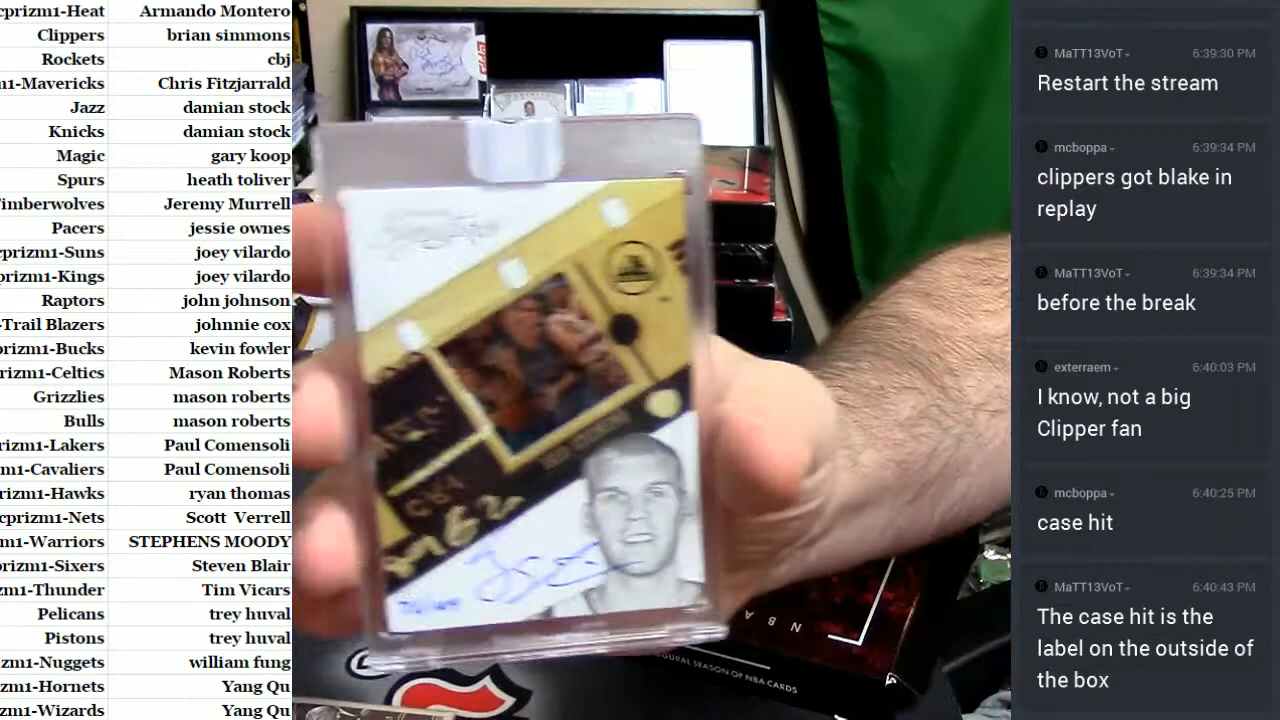 cprizm1-Heat Armando Montero
Clippers brian simmons
Rockets cbj
m1-Mavericks Chris Fitzjarrald
Jazz damian stock
Knicks damian stock
Magic gary koop
Spurs heath toliver
Timberwolves Jeremy Murrell
Pacers jessie ownes
cprizm1-Suns joey vilardo
prizm1-Kings joey vilardo
Raptors john johnson
-Trail Blazers johnnie cox
prizm1-Bucks kevin fowler
rizm1-Celtics Mason Roberts
Grizzlies mason roberts
Bulls mason roberts
prizm1-Lakers Paul Comensoli
m1-Cavaliers Paul Comensoli
rizm1-Hawks ryan thomas
cprizm1-Nets Scott Verrell
m1-Warriors STEPHENS MOODY
rizm1-Sixers Steven Blair
zm1-Thunder Tim Vicars
Pelicans trey huval
Pistons trey huval
zm1-Nuggets william fung
zm1-Hornets Yang Qu
m1-Wizards Yang Qu
NBA
SEASON OF NBA CARDS
MaTT13VoT 6:39:30 PM
Restart the stream
mcboppa 6:39:34 PM
clippers got blake in
replay
MaTT13VoT 6:39:34 PM
before the break
exterraem 6:40:03 PM
I know, not a big
Clipper fan
mcboppa 6:40:25 PM
case hit
MaTT13VoT 6:40:43 PM
The case hit is the
label on the outside of
the box